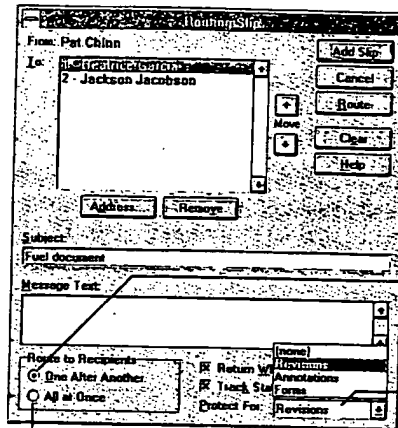 Routing Slip
From: Pat Chinn
Add Slip
To:
2 - Jackson Jacobson
Cancel
Route
Move
Clear
Help
Address...
Remove
Subject:
Fuel document
Message Text:
Route to Recipients
One After Another
All at Once
Return
Track
Protect For:
(none)
Revisions
Annotations
Forms
Revisions